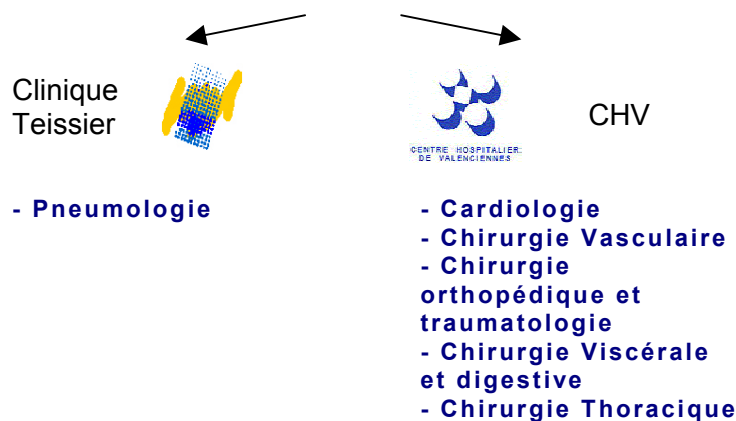 Clinique
Teissier
CENTRE HOSPITALIER
DE VALENCIENNES
CHV
- Pneumologie
- Cardiologie
- Chirurgie Vasculaire
- Chirurgie
orthopédique et
traumatologie
- Chirurgie Viscérale
et digestive
- Chirurgie Thoracique